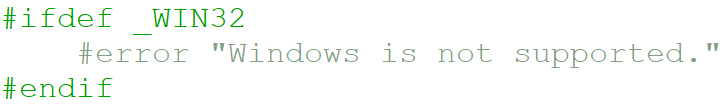 #ifdef _WIN32
    #error "Windows is not supported."
#endif